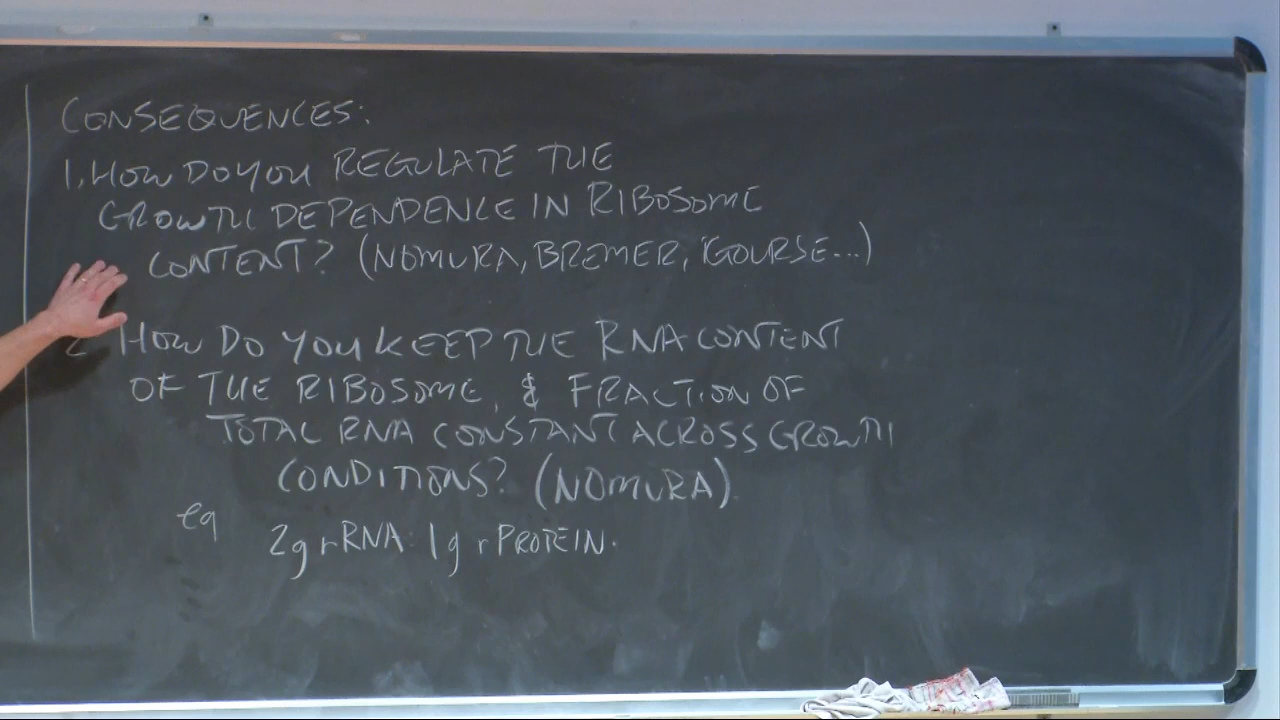 CONSEQUENCES:
1. HOW DO YOU REGULATE THE
GROWTH DEPENDENCE IN RIBOSOME
CONTENT? (NOMURA, BREMER, GOURSE...)
2 HOW DO YOU KEEP THE RNA CONTENT
OF THE RIBOSOME, & FRACTION OF
TOTAL RNA CONSTANT ACROSS GROWTH
CONDITIONS? (NOMURA)
eg 2g rRNA: 1g rPROTEIN.